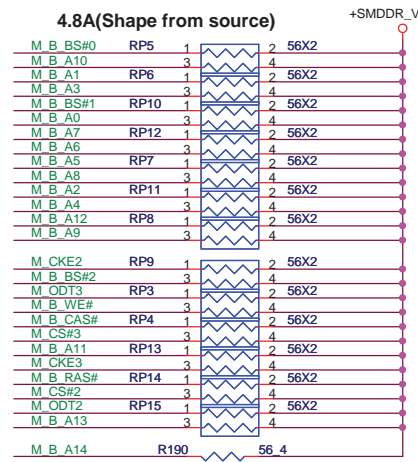 4.8A(Shape from source)
+SMDDR_V
M_B_BS#0 RP5 1 2 56X2
M_B_A10 3 4
M_B_A1 RP6 1 2 56X2
M_B_A3 3 4
M_B_BS#1 RP10 1 2 56X2
M_B_A0 3 4
M_B_A7 RP12 1 2 56X2
M_B_A6 3 4
M_B_A5 RP7 1 2 56X2
M_B_A8 3 4
M_B_A2 RP11 1 2 56X2
M_B_A4 3 4
M_B_A12 RP8 1 2 56X2
M_B_A9 3 4
M_CKE2 RP9 1 2 56X2
M_B_BS#2 3 4
M_ODT3 RP3 1 2 56X2
M_B_WE# 3 4
M_B_CAS# RP4 1 2 56X2
M_CS#3 3 4
M_B_A11 RP13 1 2 56X2
M_CKE3 3 4
M_B_RAS# RP14 1 2 56X2
M_CS#2 3 4
M_ODT2 RP15 1 2 56X2
M_B_A13 3 4
M_B_A14 R190 56_4